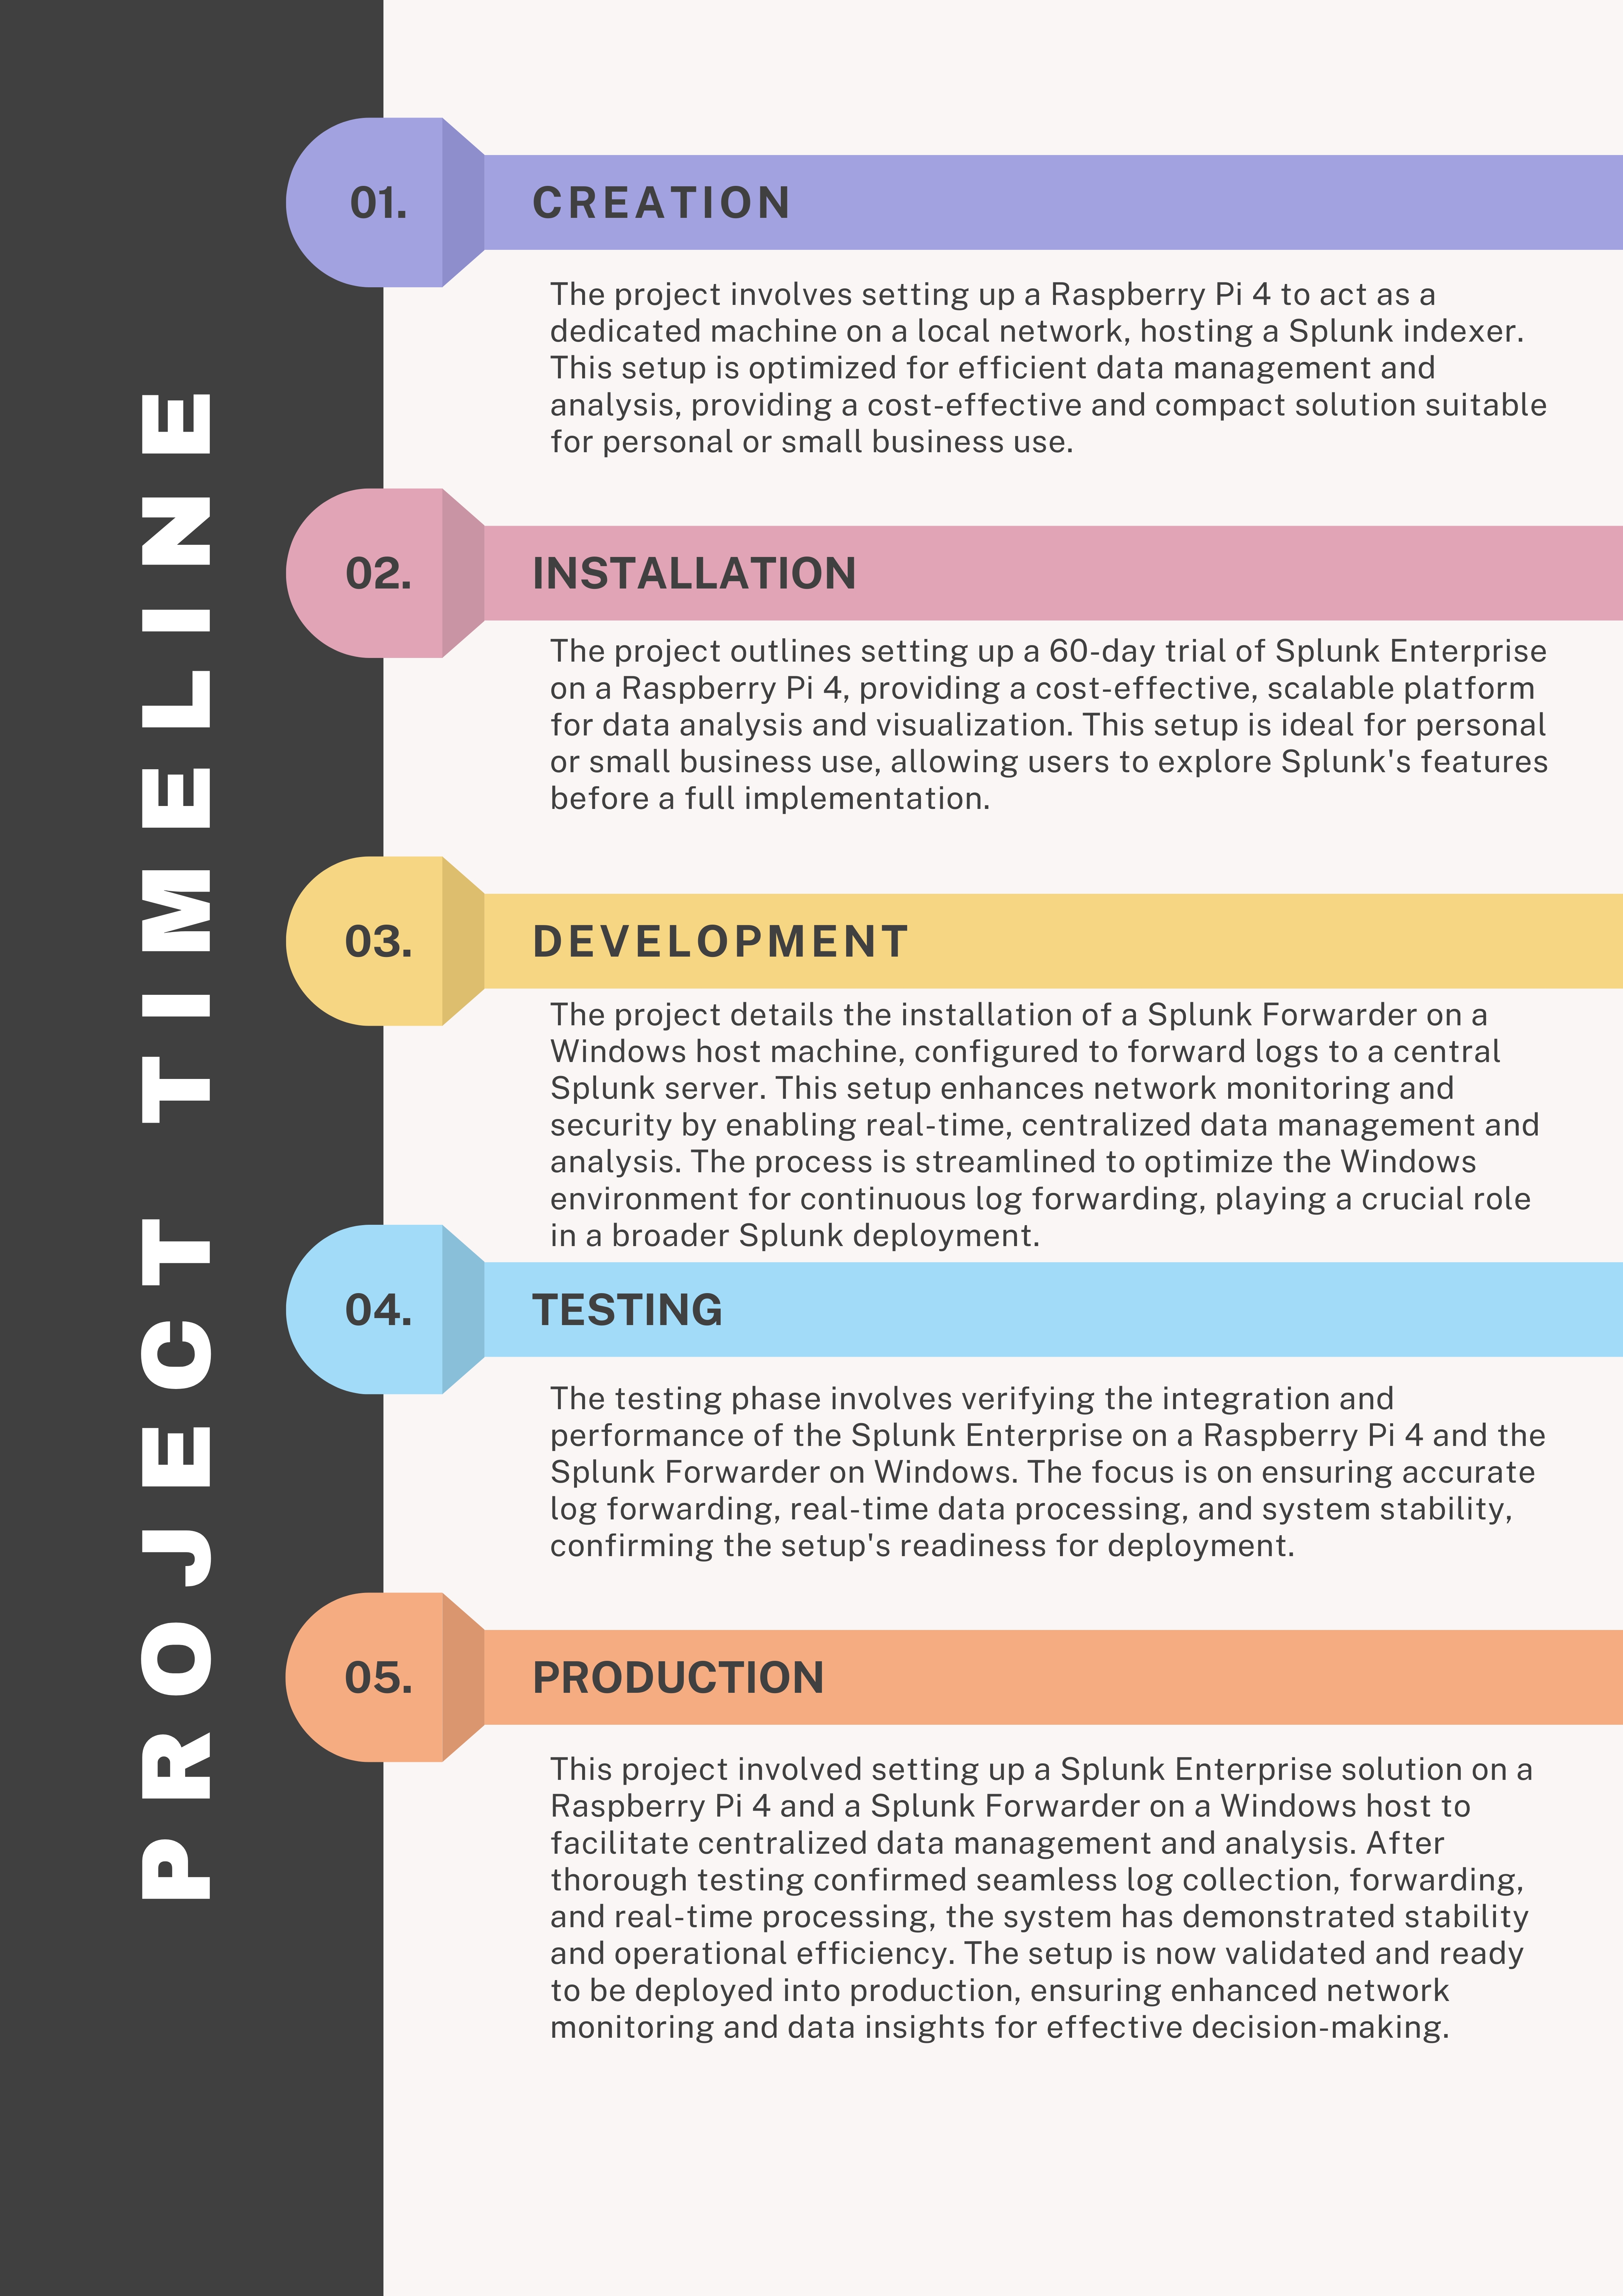 PROJECT TIMELINE
01.
CREATION
The project involves setting up a Raspberry Pi 4 to act as a
dedicated machine on a local network, hosting a Splunk indexer.
This setup is optimized for efficient data management and
analysis, providing a cost-effective and compact solution suitable
for personal or small business use.
02.
INSTALLATION
The project outlines setting up a 60-day trial of Splunk Enterprise
on a Raspberry Pi 4, providing a cost-effective, scalable platform
for data analysis and visualization. This setup is ideal for personal
or small business use, allowing users to explore Splunk's features
before a full implementation.
03.
DEVELOPMENT
The project details the installation of a Splunk Forwarder on a
Windows host machine, configured to forward logs to a central
Splunk server. This setup enhances network monitoring and
security by enabling real-time, centralized data management and
analysis. The process is streamlined to optimize the Windows
environment for continuous log forwarding, playing a crucial role
in a broader Splunk deployment.
04.
TESTING
The testing phase involves verifying the integration and
performance of the Splunk Enterprise on a Raspberry Pi 4 and the
Splunk Forwarder on Windows. The focus is on ensuring accurate
log forwarding, real-time data processing, and system stability,
confirming the setup's readiness for deployment.
05.
PRODUCTION
This project involved setting up a Splunk Enterprise solution on a
Raspberry Pi 4 and a Splunk Forwarder on a Windows host to
facilitate centralized data management and analysis. After
thorough testing confirmed seamless log collection, forwarding,
and real-time processing, the system has demonstrated stability
and operational efficiency. The setup is now validated and ready
to be deployed into production, ensuring enhanced network
monitoring and data insights for effective decision-making.